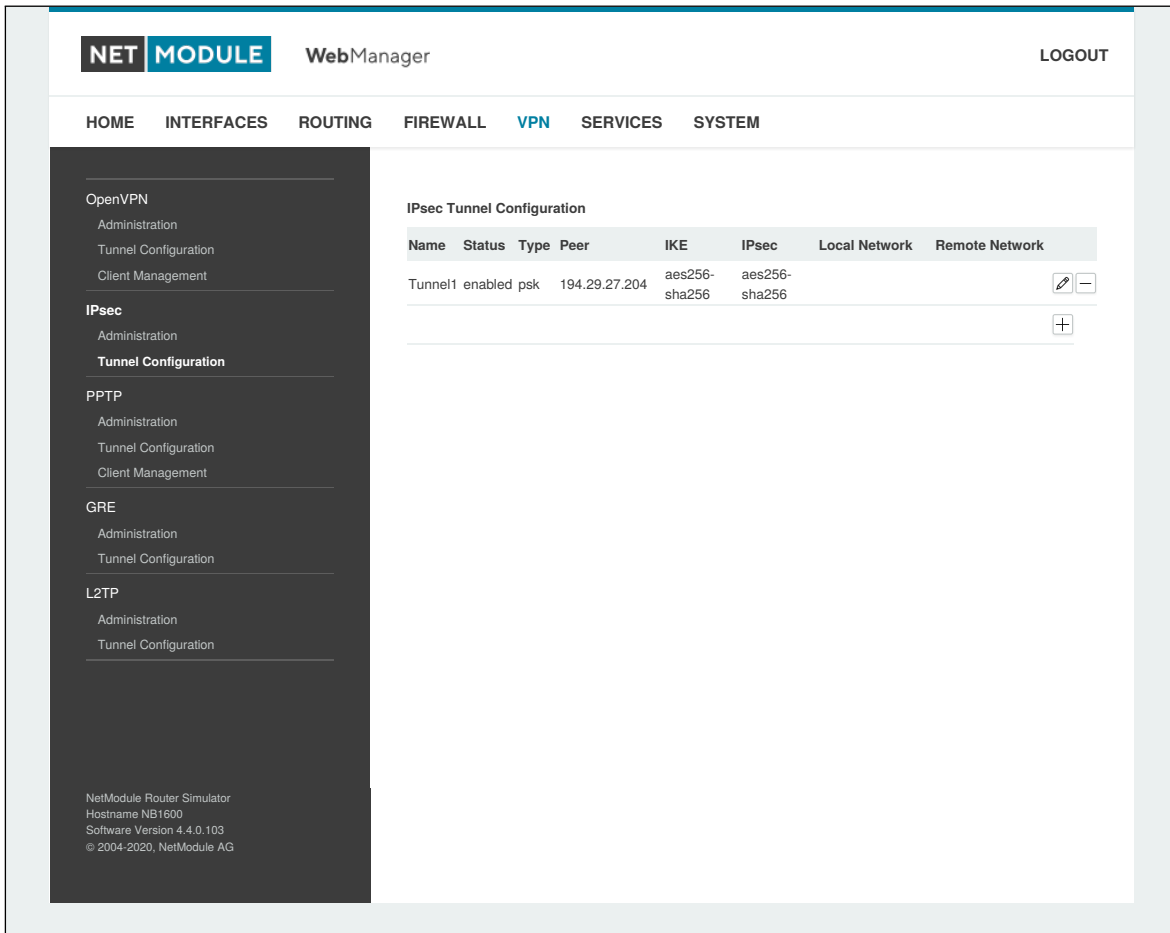 NET MODULE WebManager LOGOUT
HOME INTERFACES ROUTING FIREWALL VPN SERVICES SYSTEM
OpenVPN
Administration
Tunnel Configuration
Client Management
IPsec
Administration
Tunnel Configuration
PPTP
Administration
Tunnel Configuration
Client Management
GRE
Administration
Tunnel Configuration
L2TP
Administration
Tunnel Configuration
NetModule Router Simulator
Hostname NB1600
Software Version 4.4.0.103
© 2004-2020, NetModule AG
IPsec Tunnel Configuration
Name Status Type Peer IKE IPsec Local Network Remote Network
Tunnel1 enabled psk 194.29.27.204 aes256- aes256-
sha256 sha256